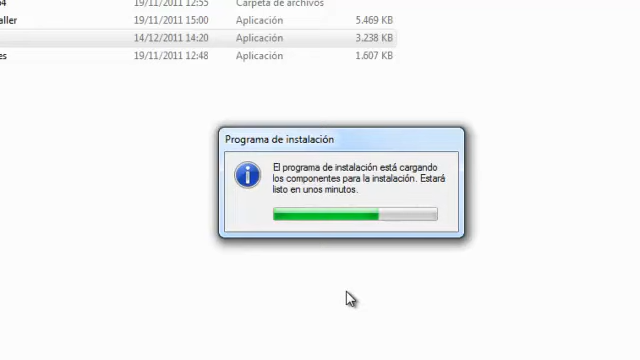 64 19/11/2011 12:55 Carpeta de archivos
aller 19/11/2011 15:00 Aplicación 5.469 KB
14/12/2011 14:20 Aplicación 3.238 KB
es 19/11/2011 12:48 Aplicación 1.607 KB
Programa de instalación
El programa de instalación está cargando
los componentes para la instalación. Estará
listo en unos minutos.